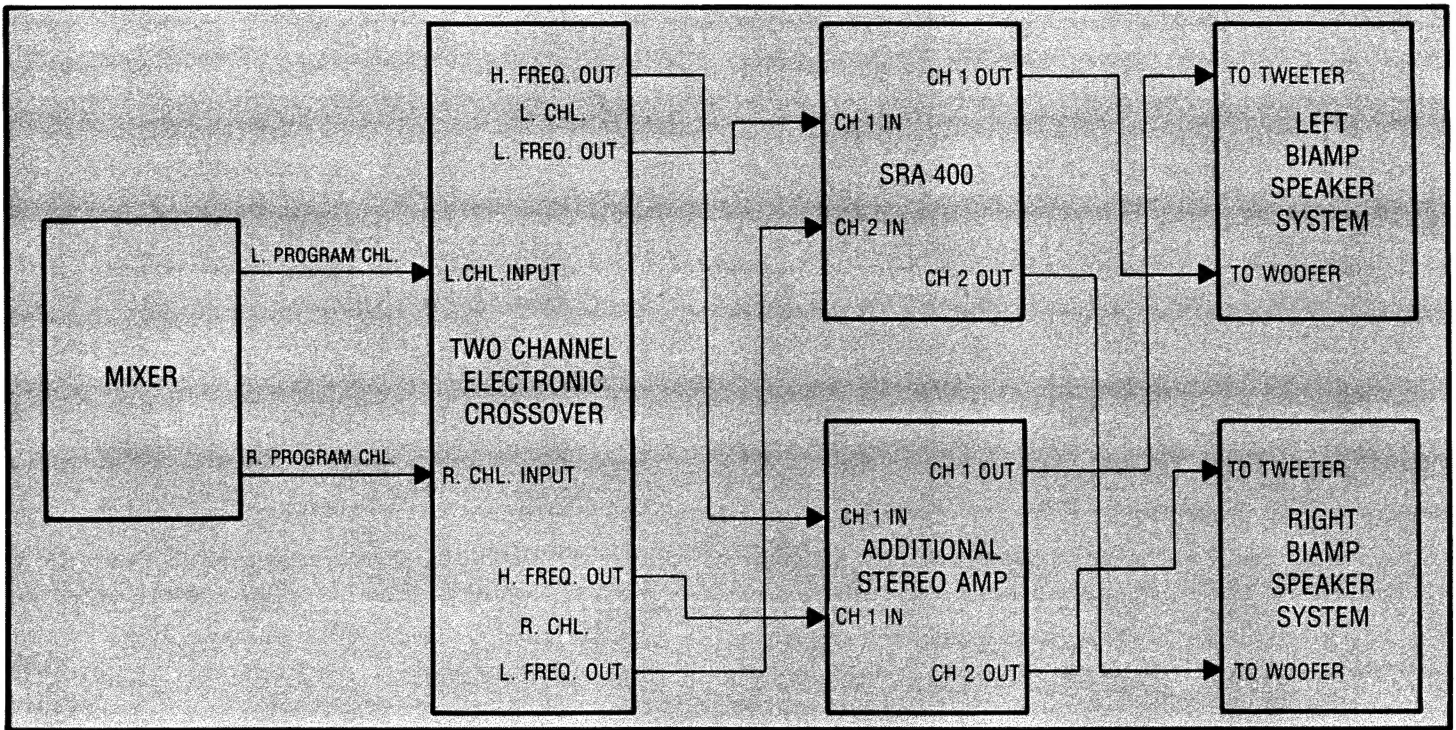 MIXER
L. PROGRAM CHL.
R. PROGRAM CHL.
H. FREQ. OUT
L. CHL.
L. FREQ. OUT
L.CHL.INPUT
TWO CHANNEL
ELECTRONIC
CROSSOVER
R. CHL. INPUT
H. FREQ. OUT
R. CHL.
L. FREQ. OUT
CH 1 OUT
CH 1 IN
SRA 400
CH 2 IN
CH 2 OUT
CH 1 OUT
CH 1 IN
ADDITIONAL
STEREO AMP
CH 1 IN
CH 2 OUT
TO TWEETER
LEFT
BIAMP
SPEAKER
SYSTEM
TO WOOFER
TO TWEETER
RIGHT
BIAMP
SPEAKER
SYSTEM
TO WOOFER